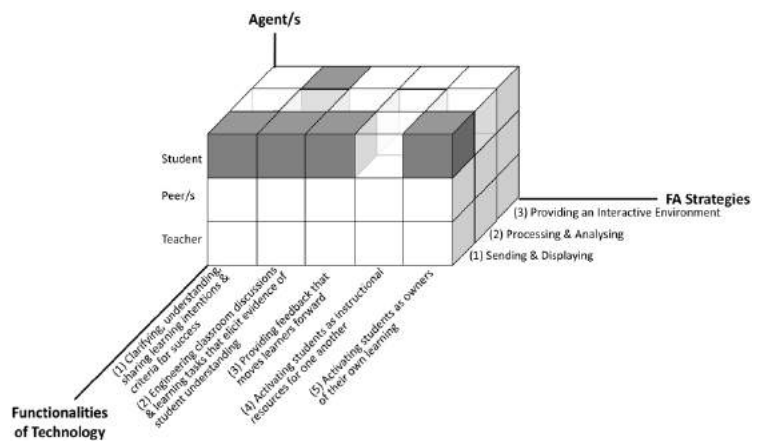 Agent/s
Student
Peer/s
Teacher
FA Strategies
(3) Providing an Interactive Environment
(2) Processing & Analysing
(1) Sending & Displaying
(1) Clarifying, understanding,
sharing learning intentions &
criteria for success
(2) Engineering classroom discussions
& learning tasks that elicit evidence of
student understanding
(3) Providing feedback that
moves learners forward
(4) Activating students as instructional
resources for one another
(5) Activating students as owners
of their own learning
Functionalities
of Technology